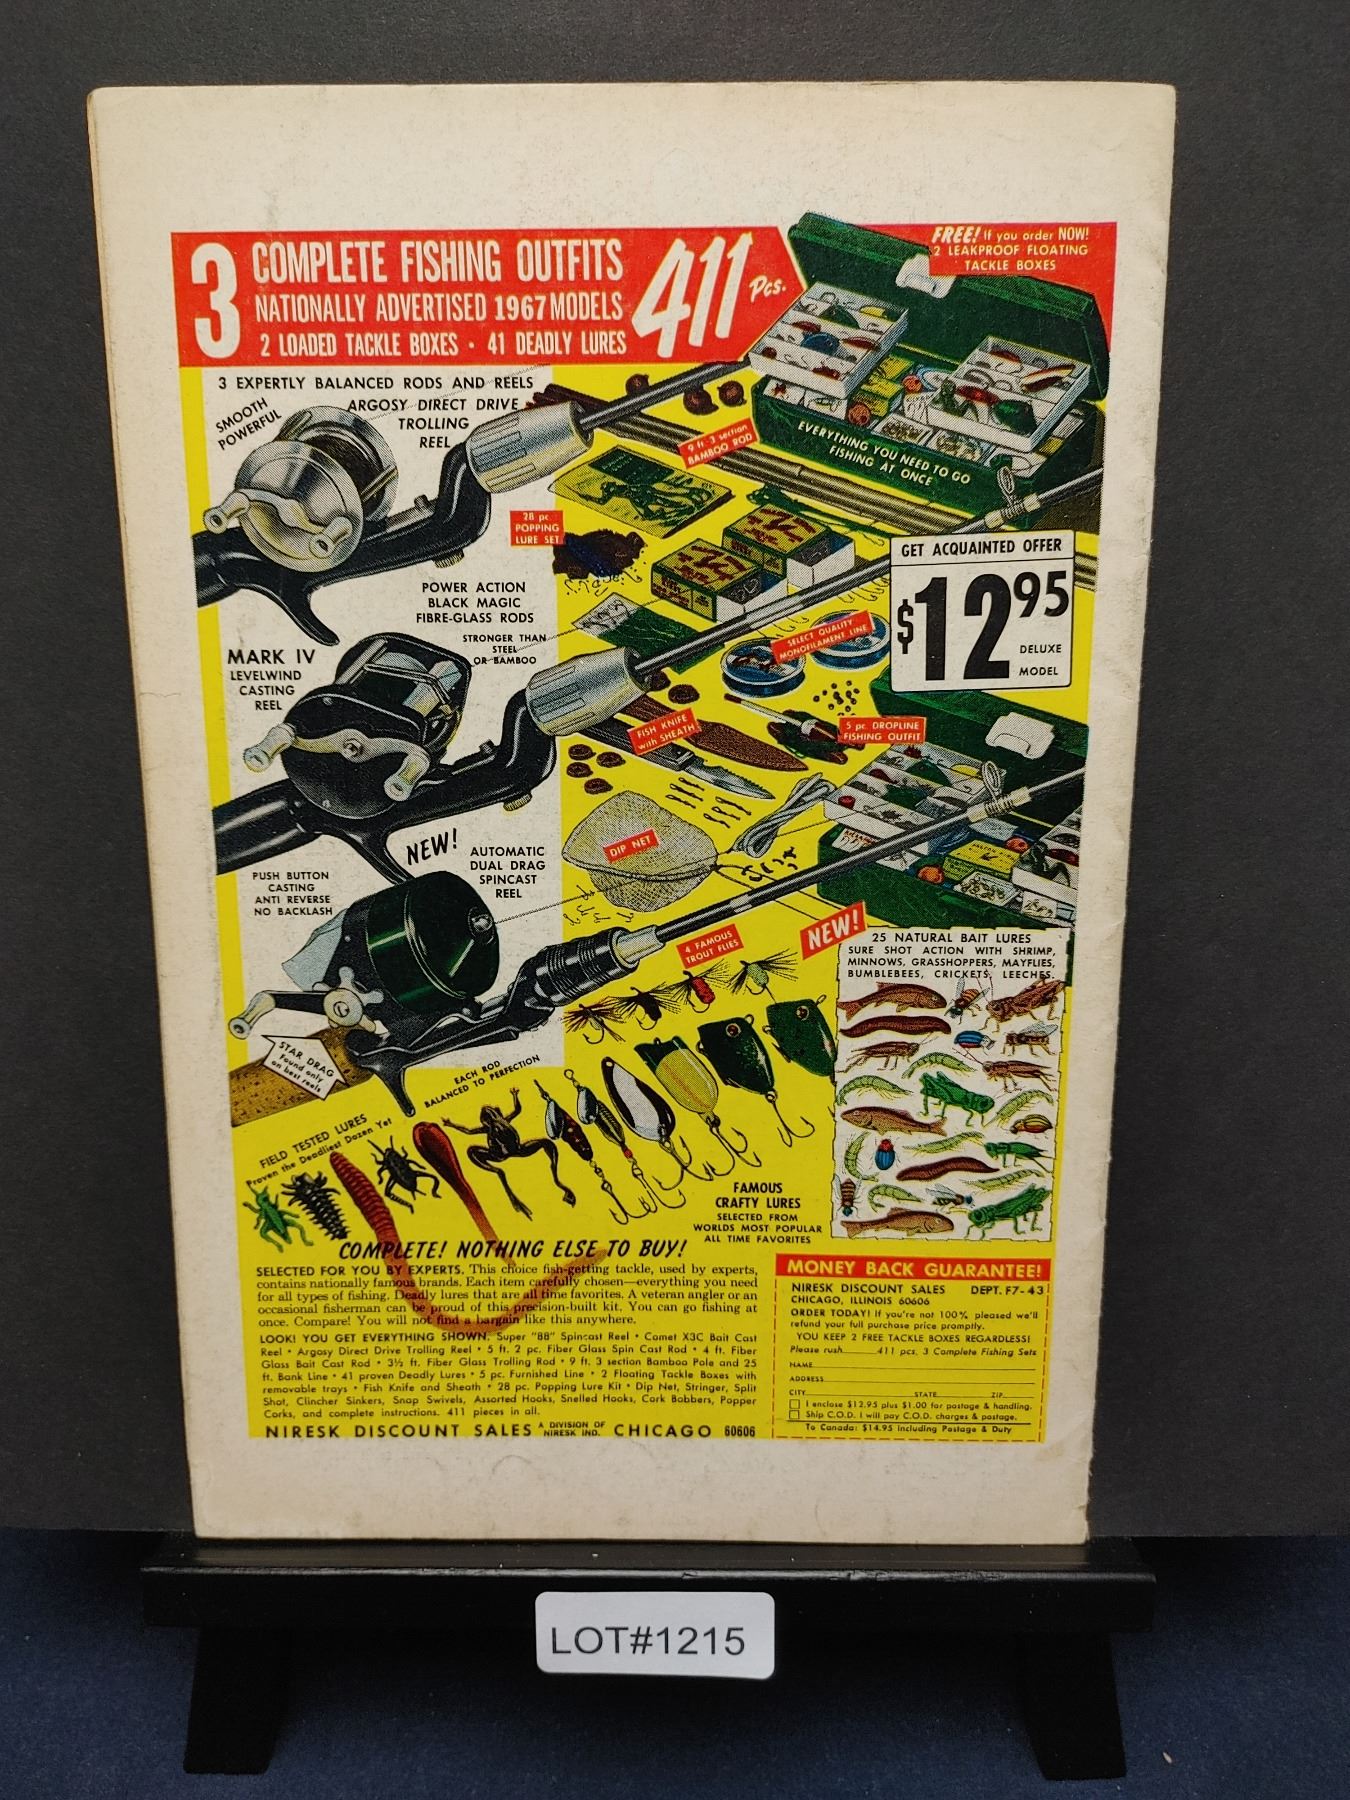 3 COMPLETE FISHING OUTFITS
NATIONALLY ADVERTISED 1967 MODELS
2 LOADED TACKLE BOXES • 41 DEADLY LURES
411 Pcs.
FREE! If you order NOW!
2 LEAKPROOF FLOATING
TACKLE BOXES
3 EXPERTLY BALANCED RODS AND REELS
SMOOTH
POWERFUL
ARGOSY DIRECT DRIVE
TROLLING
REEL
9 ft. 3 section
BAMBOO ROD
EVERYTHING YOU NEED TO GO
FISHING AT ONCE
28 pc.
POPPING
LURE SET
GET ACQUAINTED OFFER
$12.95
DELUXE
MODEL
POWER ACTION
BLACK MAGIC
FIBRE-GLASS RODS
STRONGER THAN
STEEL
OR BAMBOO
SELECT QUALITY
MONOFILAMENT LINE
MARK IV
LEVELWIND
CASTING
REEL
FISH KNIFE
with SHEATH
5 pc. DROPLINE
FISHING OUTFIT
NEW!
AUTOMATIC
DUAL DRAG
SPINCAST
REEL
DIP NET
PUSH BUTTON
CASTING
ANTI REVERSE
NO BACKLASH
4 FAMOUS
TROUT FLIES
NEW!
25 NATURAL BAIT LURES
SURE SHOT ACTION WITH SHRIMP,
MINNOWS, GRASSHOPPERS, MAYFLIES,
BUMBLEBEES, CRICKETS, LEECHES.
STAR DRAG
Found only
on best reels
EACH ROD
BALANCED TO PERFECTION
FIELD TESTED LURES
Proven the Deadliest Dozen Yet
FAMOUS
CRAFTY LURES
SELECTED FROM
WORLDS MOST POPULAR
ALL TIME FAVORITES
COMPLETE! NOTHING ELSE TO BUY!
SELECTED FOR YOU BY EXPERTS. This choice fish-getting tackle, used by experts,
contains nationally famous brands. Each item carefully chosen—everything you need
for all types of fishing. Deadly lures that are all time favorites. A veteran angler or an
occasional fisherman can be proud of this precision-built kit. You can go fishing at
once. Compare! You will not find a bargain like this anywhere.
LOOK! YOU GET EVERYTHING SHOWN. Super "88" Spincast Reel • Comet X3C Bait Cast
Reel • Argosy Direct Drive Trolling Reel • 5 ft. 2 pc. Fiber Glass Spin Cast Rod • 4 ft. Fiber
Glass Bait Cast Rod • 3½ ft. Fiber Glass Trolling Rod • 9 ft. 3 section Bamboo Pole and 25
ft. Bank Line • 41 proven Deadly Lures • 5 pc. Furnished Line • 2 Floating Tackle Boxes with
removable trays • Fish Knife and Sheath • 28 pc. Popping Lure Kit • Dip Net, Stringer, Split
Shot, Clincher Sinkers, Snap Swivels, Assorted Hooks, Snelled Hooks, Cork Bobbers, Popper
Corks, and complete instructions. 411 pieces in all.
NIRESK DISCOUNT SALES A DIVISION OF NIRESK IND. CHICAGO 60606
MONEY BACK GUARANTEE!
NIRESK DISCOUNT SALES DEPT. F7-43
CHICAGO, ILLINOIS 60606
ORDER TODAY! If you're not 100% pleased we'll
refund your full purchase price promptly.
YOU KEEP 2 FREE TACKLE BOXES REGARDLESS!
Please rush 411 pcs. 3 Complete Fishing Sets
NAME
ADDRESS
CITY STATE ZIP
I enclose $12.95 plus $1.00 for postage & handling.
Ship C.O.D. I will pay C.O.D. charges & postage.
To Canada: $14.95 including Postage & Duty
LOT#1215